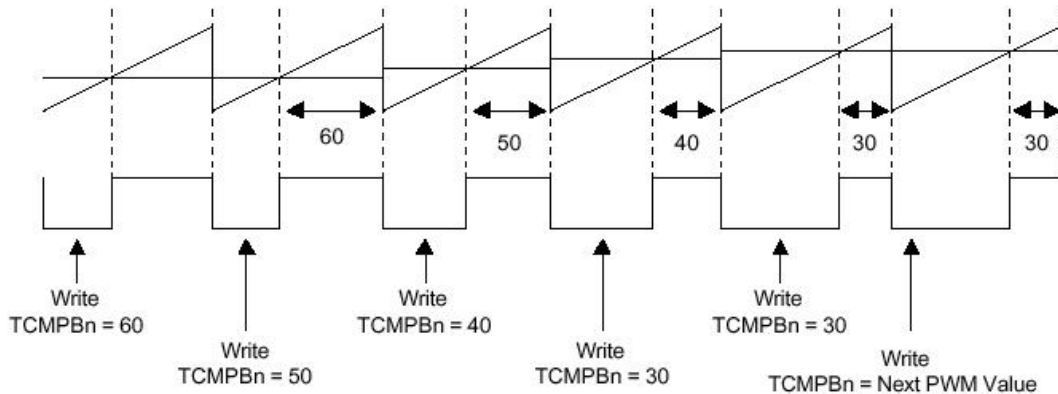 60
50
40
30
30
Write
TCMPBn = 60
Write
TCMPBn = 50
Write
TCMPBn = 40
Write
TCMPBn = 30
Write
TCMPBn = 30
Write
TCMPBn = Next PWM Value